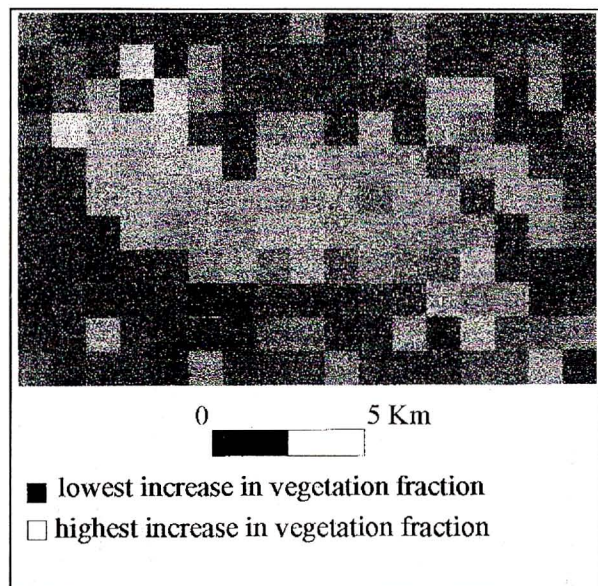 0 5 Km
lowest increase in vegetation fraction
highest increase in vegetation fraction